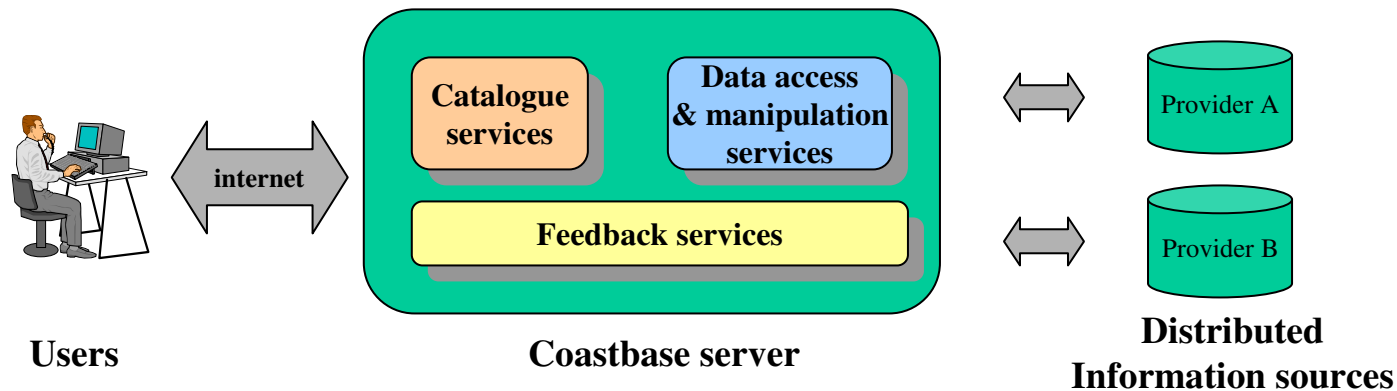 Catalogue
services
Data access
& manipulation
services
Provider A
internet
Feedback services
Provider B
Users
Coastbase server
Distributed
Information sources